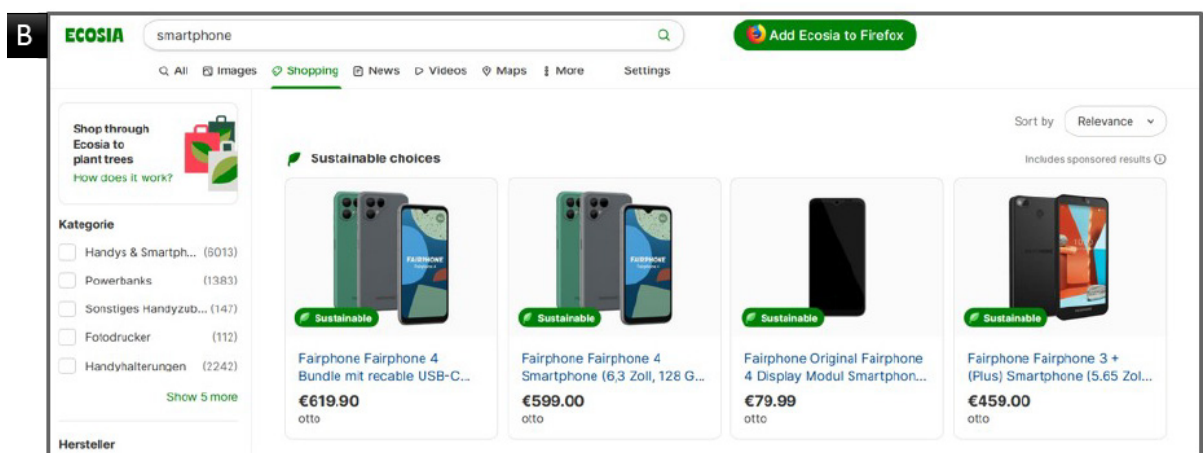 B
ECOSIA
smartphone
Add Ecosia to Firefox
All Images Shopping News Videos Maps More Settings
Shop through
Ecosia to
plant trees
How does it work?
Sort by Relevance
Sustainable choices
Includes sponsored results
Kategorie
Handys & Smartph... (6013)
Powerbanks (1383)
Sonstiges Handyzub... (147)
Fotodrucker (112)
Handyhalterungen (2242)
Show 5 more
Hersteller
FAIRPHONE
Sustainable
Fairphone Fairphone 4
Bundle mit recable USB-C...
€619.90
otto
FAIRPHONE
Sustainable
Fairphone Fairphone 4
Smartphone (6,3 Zoll, 128 G...
€599.00
otto
Sustainable
Fairphone Original Fairphone
4 Display Modul Smartphon...
€79.99
otto
Sustainable
Fairphone Fairphone 3 +
(Plus) Smartphone (5.65 Zol...
€459.00
otto